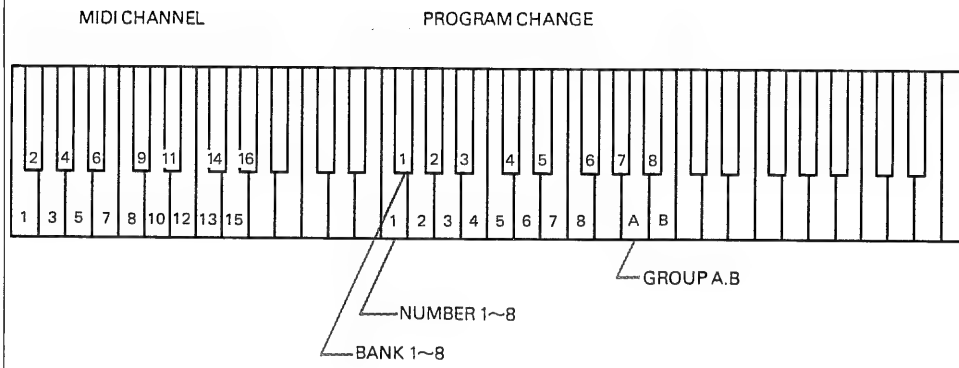 MIDI CHANNEL PROGRAM CHANGE
2 4 6 9 11 14 16 1 2 3 4 5 6 7 8
1 3 5 7 8 10 12 13 15 1 2 3 4 5 6 7 8 A B
GROUP A.B
NUMBER 1~8
BANK 1~8